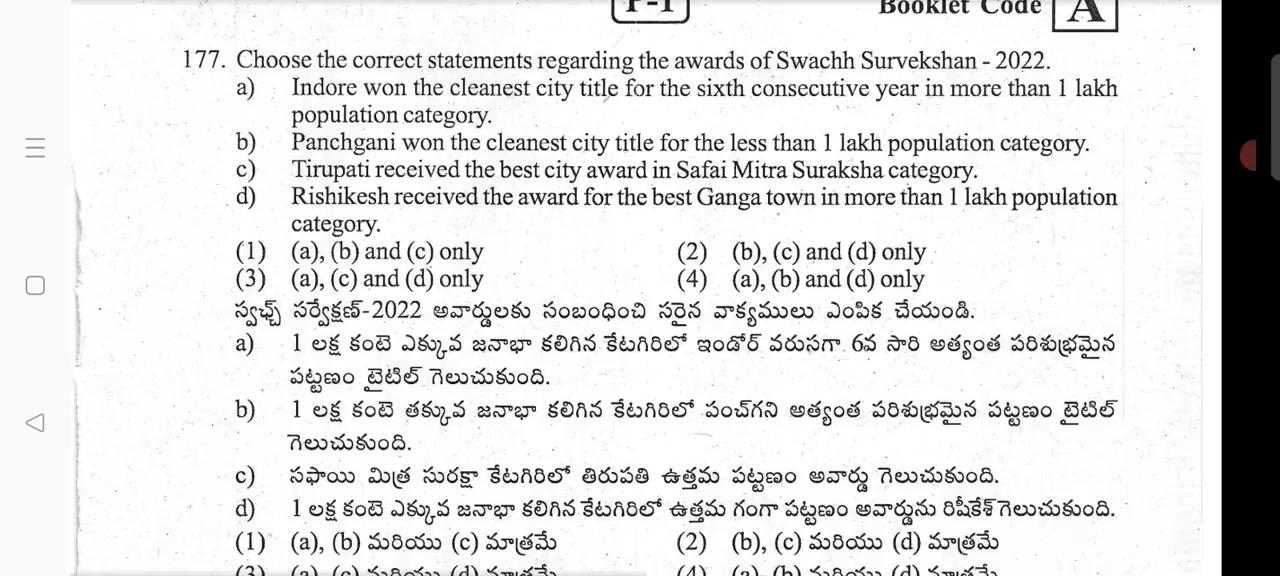 P-1
Booklet Code A
177. Choose the correct statements regarding the awards of Swachh Survekshan - 2022.
a) Indore won the cleanest city title for the sixth consecutive year in more than 1 lakh
population category.
b) Panchgani won the cleanest city title for the less than 1 lakh population category.
c) Tirupati received the best city award in Safai Mitra Suraksha category.
d) Rishikesh received the award for the best Ganga town in more than 1 lakh population
category.
(1) (a), (b) and (c) only (2) (b), (c) and (d) only
(3) (a), (c) and (d) only (4) (a), (b) and (d) only
స్వచ్ఛ్ సర్వేక్షణ్-2022 అవార్డులకు సంబంధించి సరైన వాక్యములు ఎంపిక చేయండి.
a) 1 లక్ష కంటె ఎక్కువ జనాభా కలిగిన కేటగిరిలో ఇండోర్ వరుసగా 6వ సారి అత్యంత పరిశుభ్రమైన
పట్టణం టైటిల్ గెలుచుకుంది.
b) 1 లక్ష కంటె తక్కువ జనాభా కలిగిన కేటగిరిలో పంచ్‌గని అత్యంత పరిశుభ్రమైన పట్టణం టైటిల్
గెలుచుకుంది.
c) సఫాయి మిత్ర సురక్షా కేటగిరిలో తిరుపతి ఉత్తమ పట్టణం అవార్డు గెలుచుకుంది.
d) 1 లక్ష కంటె ఎక్కువ జనాభా కలిగిన కేటగిరిలో ఉత్తమ గంగా పట్టణం అవార్డును రిషీకేశ్ గెలుచుకుంది.
(1) (a), (b) మరియు (c) మాత్రమే (2) (b), (c) మరియు (d) మాత్రమే
(3) (a), (c) మరియు (d) మాత్రమే (4) (a), (b) మరియు (d) మాత్రమే